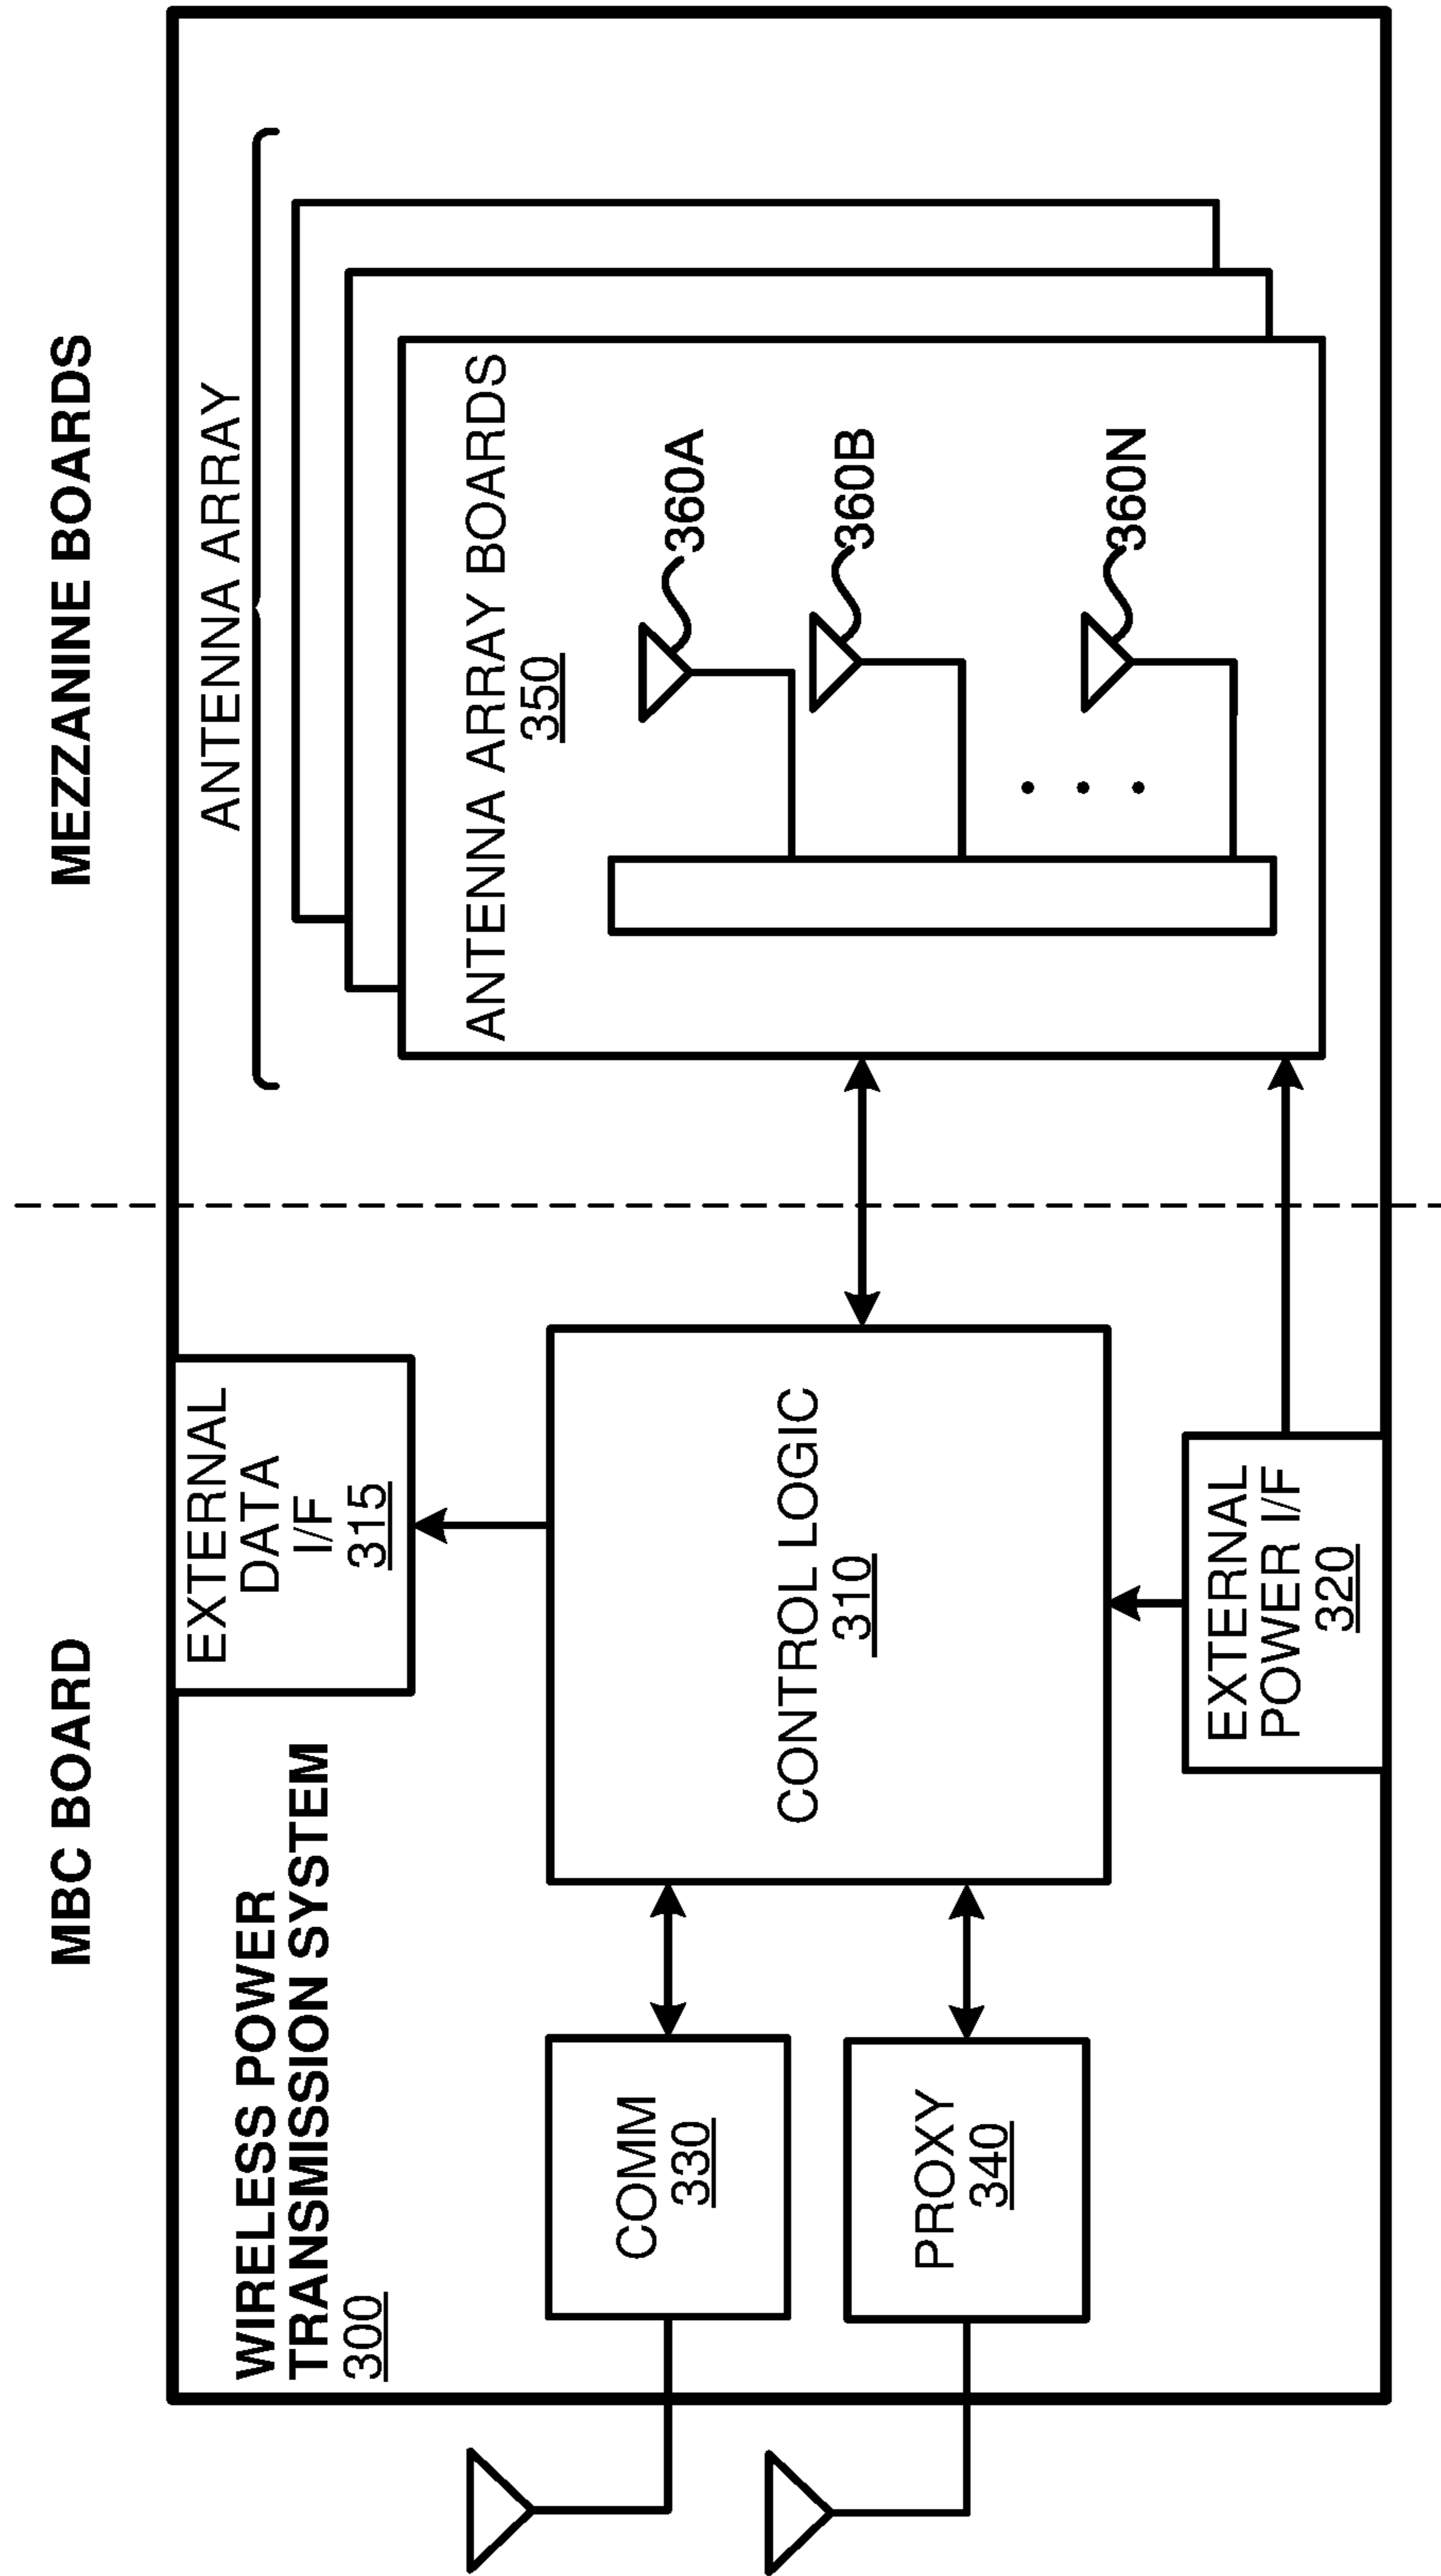 MBC BOARD
MEZZANINE BOARDS
WIRELESS POWER
TRANSMISSION SYSTEM
300
EXTERNAL
DATA
I/F
315
ANTENNA ARRAY
COMM
330
PROXY
340
CONTROL LOGIC
310
EXTERNAL
POWER I/F
320
ANTENNA ARRAY BOARDS
350
360A
360B
360N